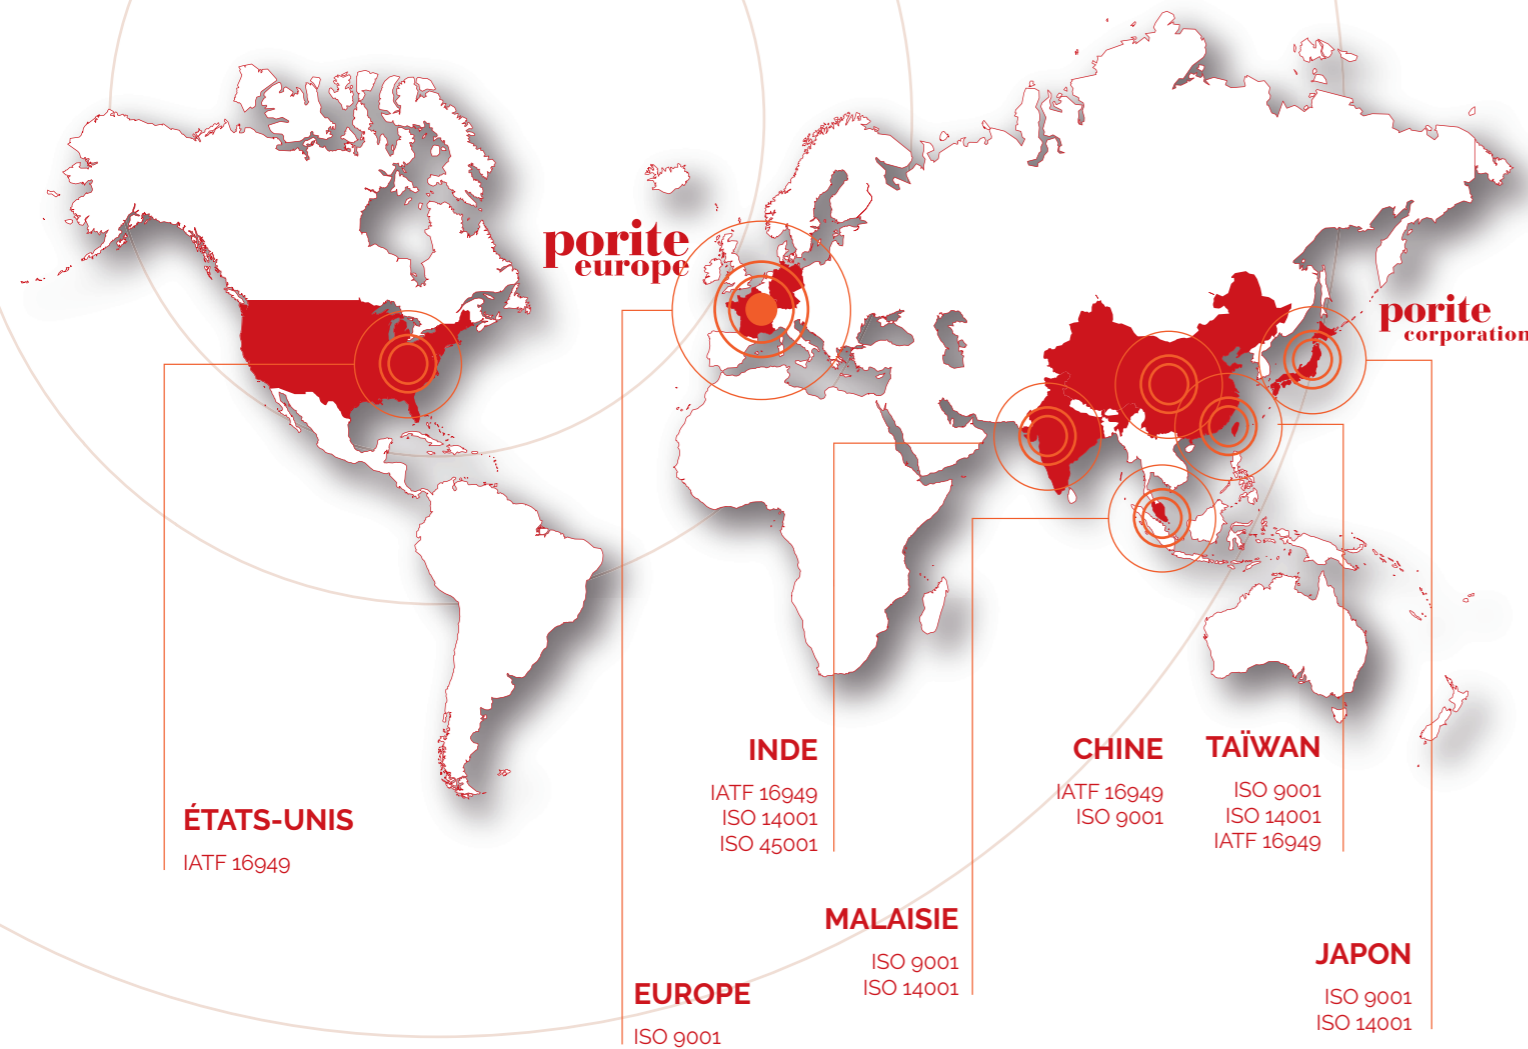 porite
europe
porite
corporation
INDE
IATF 16949
ISO 14001
ISO 45001
CHINE
IATF 16949
ISO 9001
TAÏWAN
ISO 9001
ISO 14001
IATF 16949
ÉTATS-UNIS
IATF 16949
MALAISIE
ISO 9001
ISO 14001
JAPON
ISO 9001
ISO 14001
EUROPE
ISO 9001